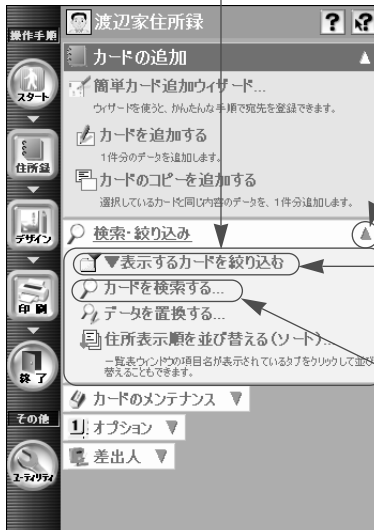 操作手順
渡辺家住所録
? ?
カードの追加 ▲
スタート
簡単カード追加ウィザード...
ウィザードを使うと、かんたんな手順で宛先を登録できます。
カードを追加する
1件分のデータを追加します。
住所録
カードのコピーを追加する
選択しているカードと同じ内容のデータを、1件分追加します。
デザイン
検索・絞り込み ▲
▼表示するカードを絞り込む
カードを検索する...
印刷
データを置換する...
住所表示順を並び替える(ソート)...
一覧表ウィンドウの項目名が表示されているタブをクリックして並び
替えることもできます。
終了
カードのメンテナンス ▼
その他
オプション ▼
差出人 ▼
ユーティリティ